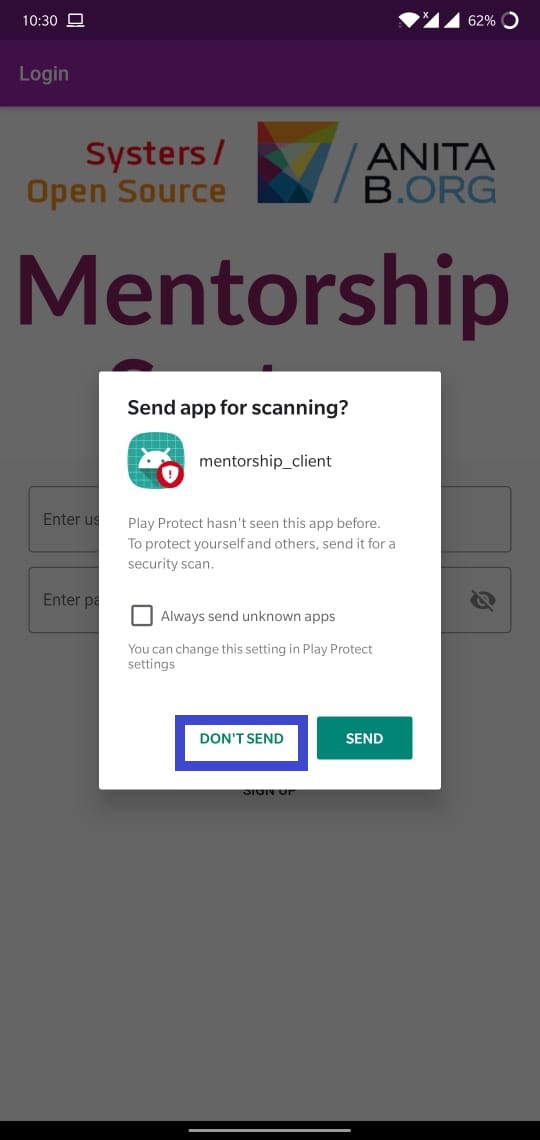 10:30
x
62%
Login
Systers /
Open Source
ANITA
B.ORG
Mentorship
Send app for scanning?
mentorship_client
Enter us
Play Protect hasn't seen this app before.
To protect yourself and others, send it for a
security scan.
Enter pa
Always send unknown apps
You can change this setting in Play Protect
settings
DON'T SEND
SEND
SIGN UP